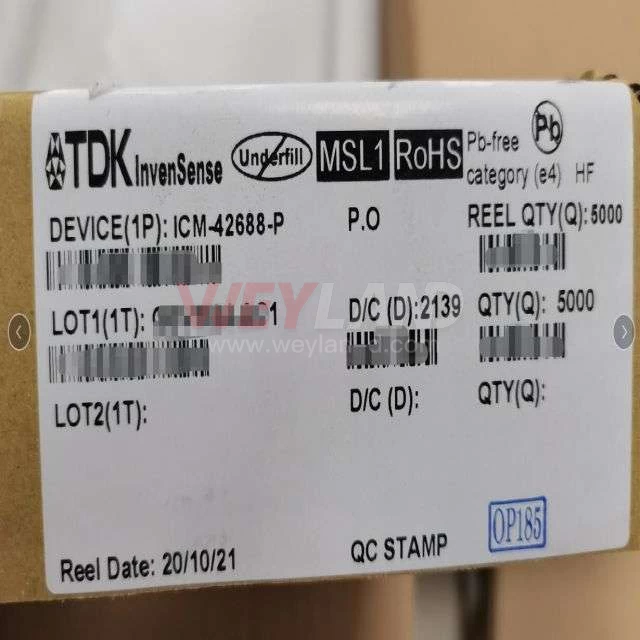 TDK InvenSense
Underfill
MSL1
RoHS
Pb-free
category (e4) HF
Pb
DEVICE(1P): ICM-42688-P
P.O
REEL QTY(Q): 5000
WEYLAND
www.weyland.com
LOT1(1T):
D/C (D):2139
QTY(Q): 5000
LOT2(1T):
D/C (D):
QTY(Q):
Reel Date: 20/10/21
QC STAMP
OP185